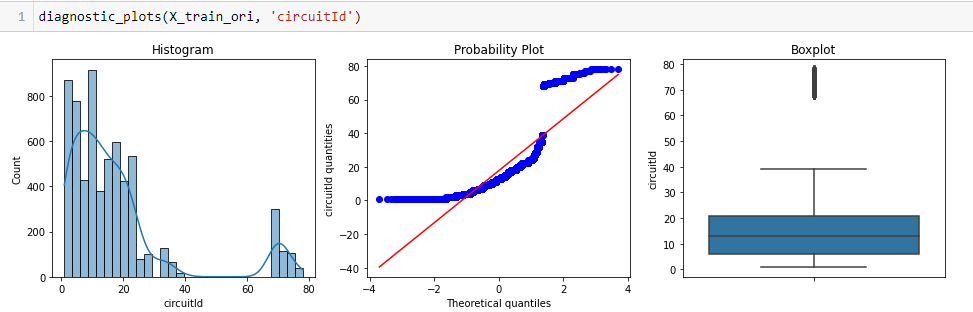 1 diagnostic_plots(X_train_ori, 'circuitId')
Histogram
Count
800
600
400
200
0
0 20 40 60 80
circuitId
Probability Plot
circuitId quantities
80
60
40
20
0
−20
−40
−4 −2 0 2 4
Theoretical quantiles
Boxplot
circuitId
80
70
60
50
40
30
20
10
0